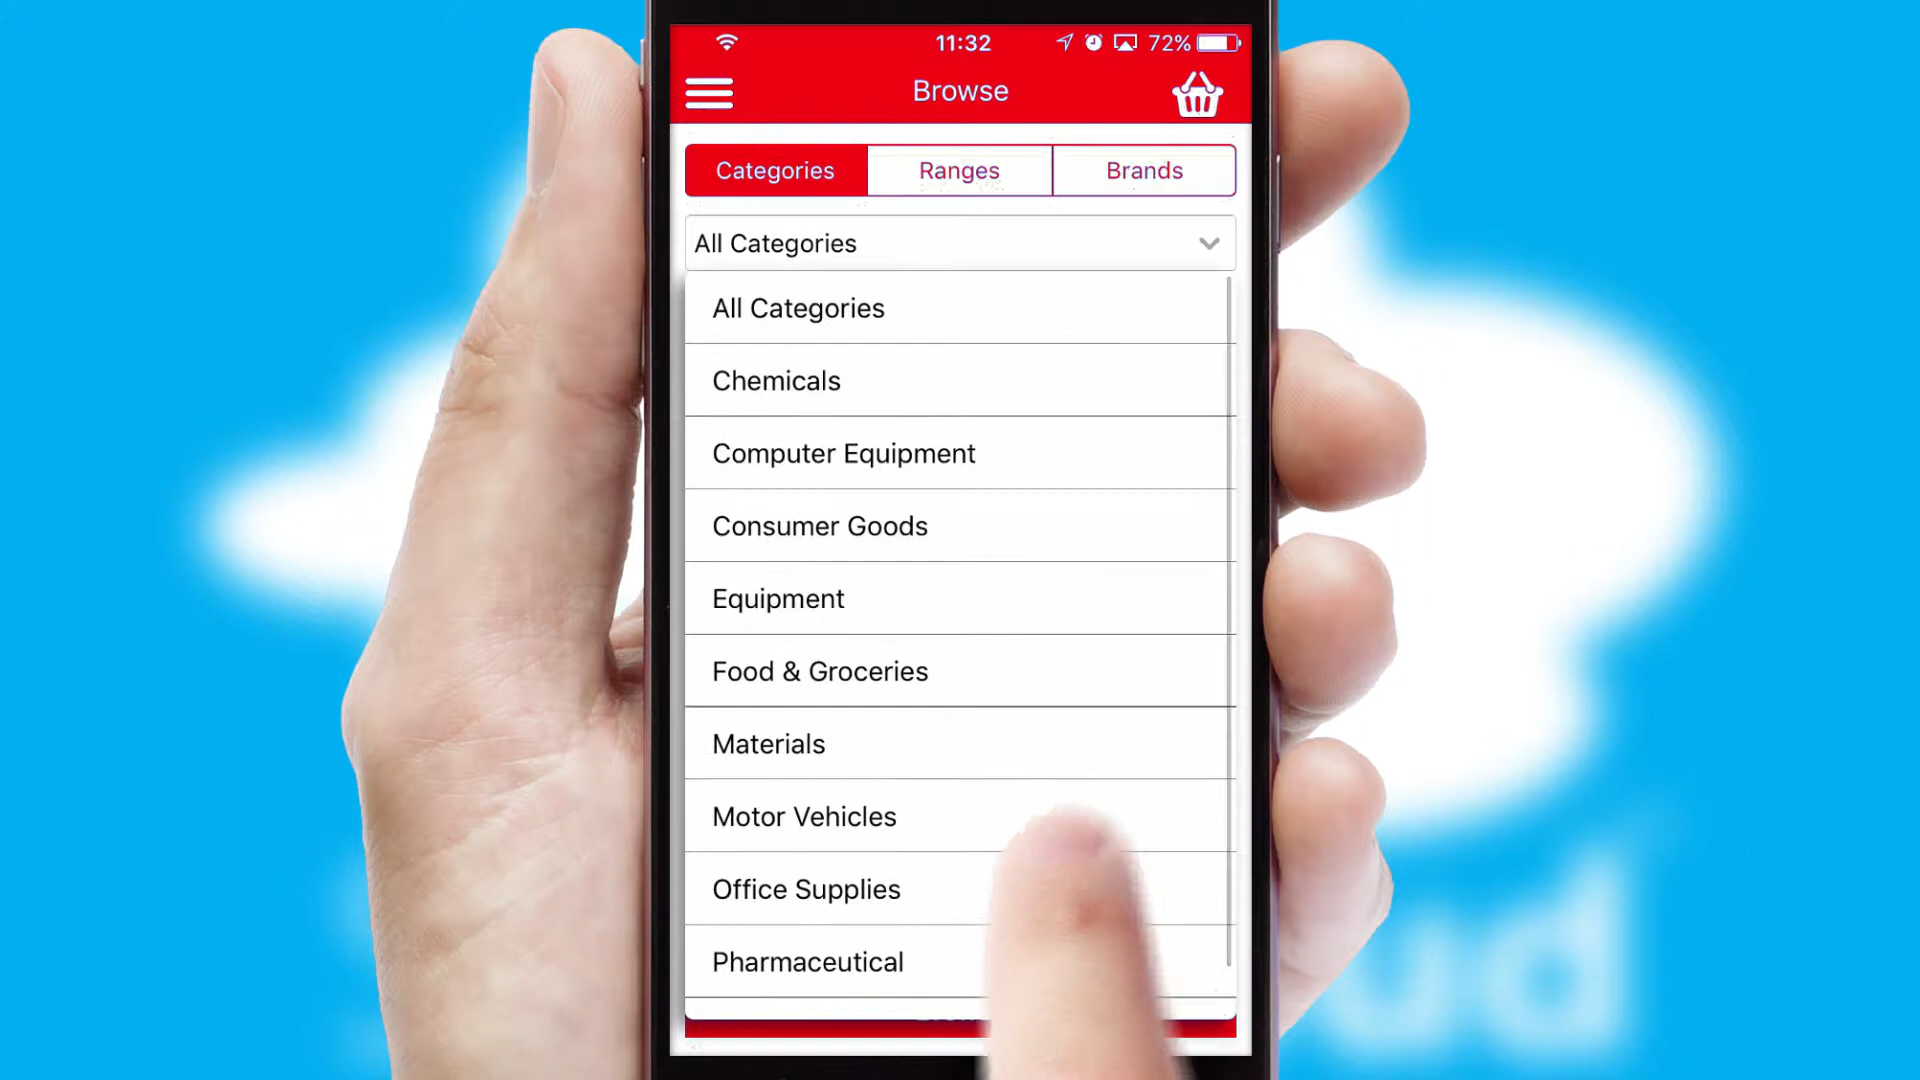 11:32
72%
Browse
Categories
Ranges
Brands
All Categories
All Categories
Chemicals
Computer Equipment
Consumer Goods
Equipment
Food & Groceries
Materials
Motor Vehicles
Office Supplies
Pharmaceutical
ud